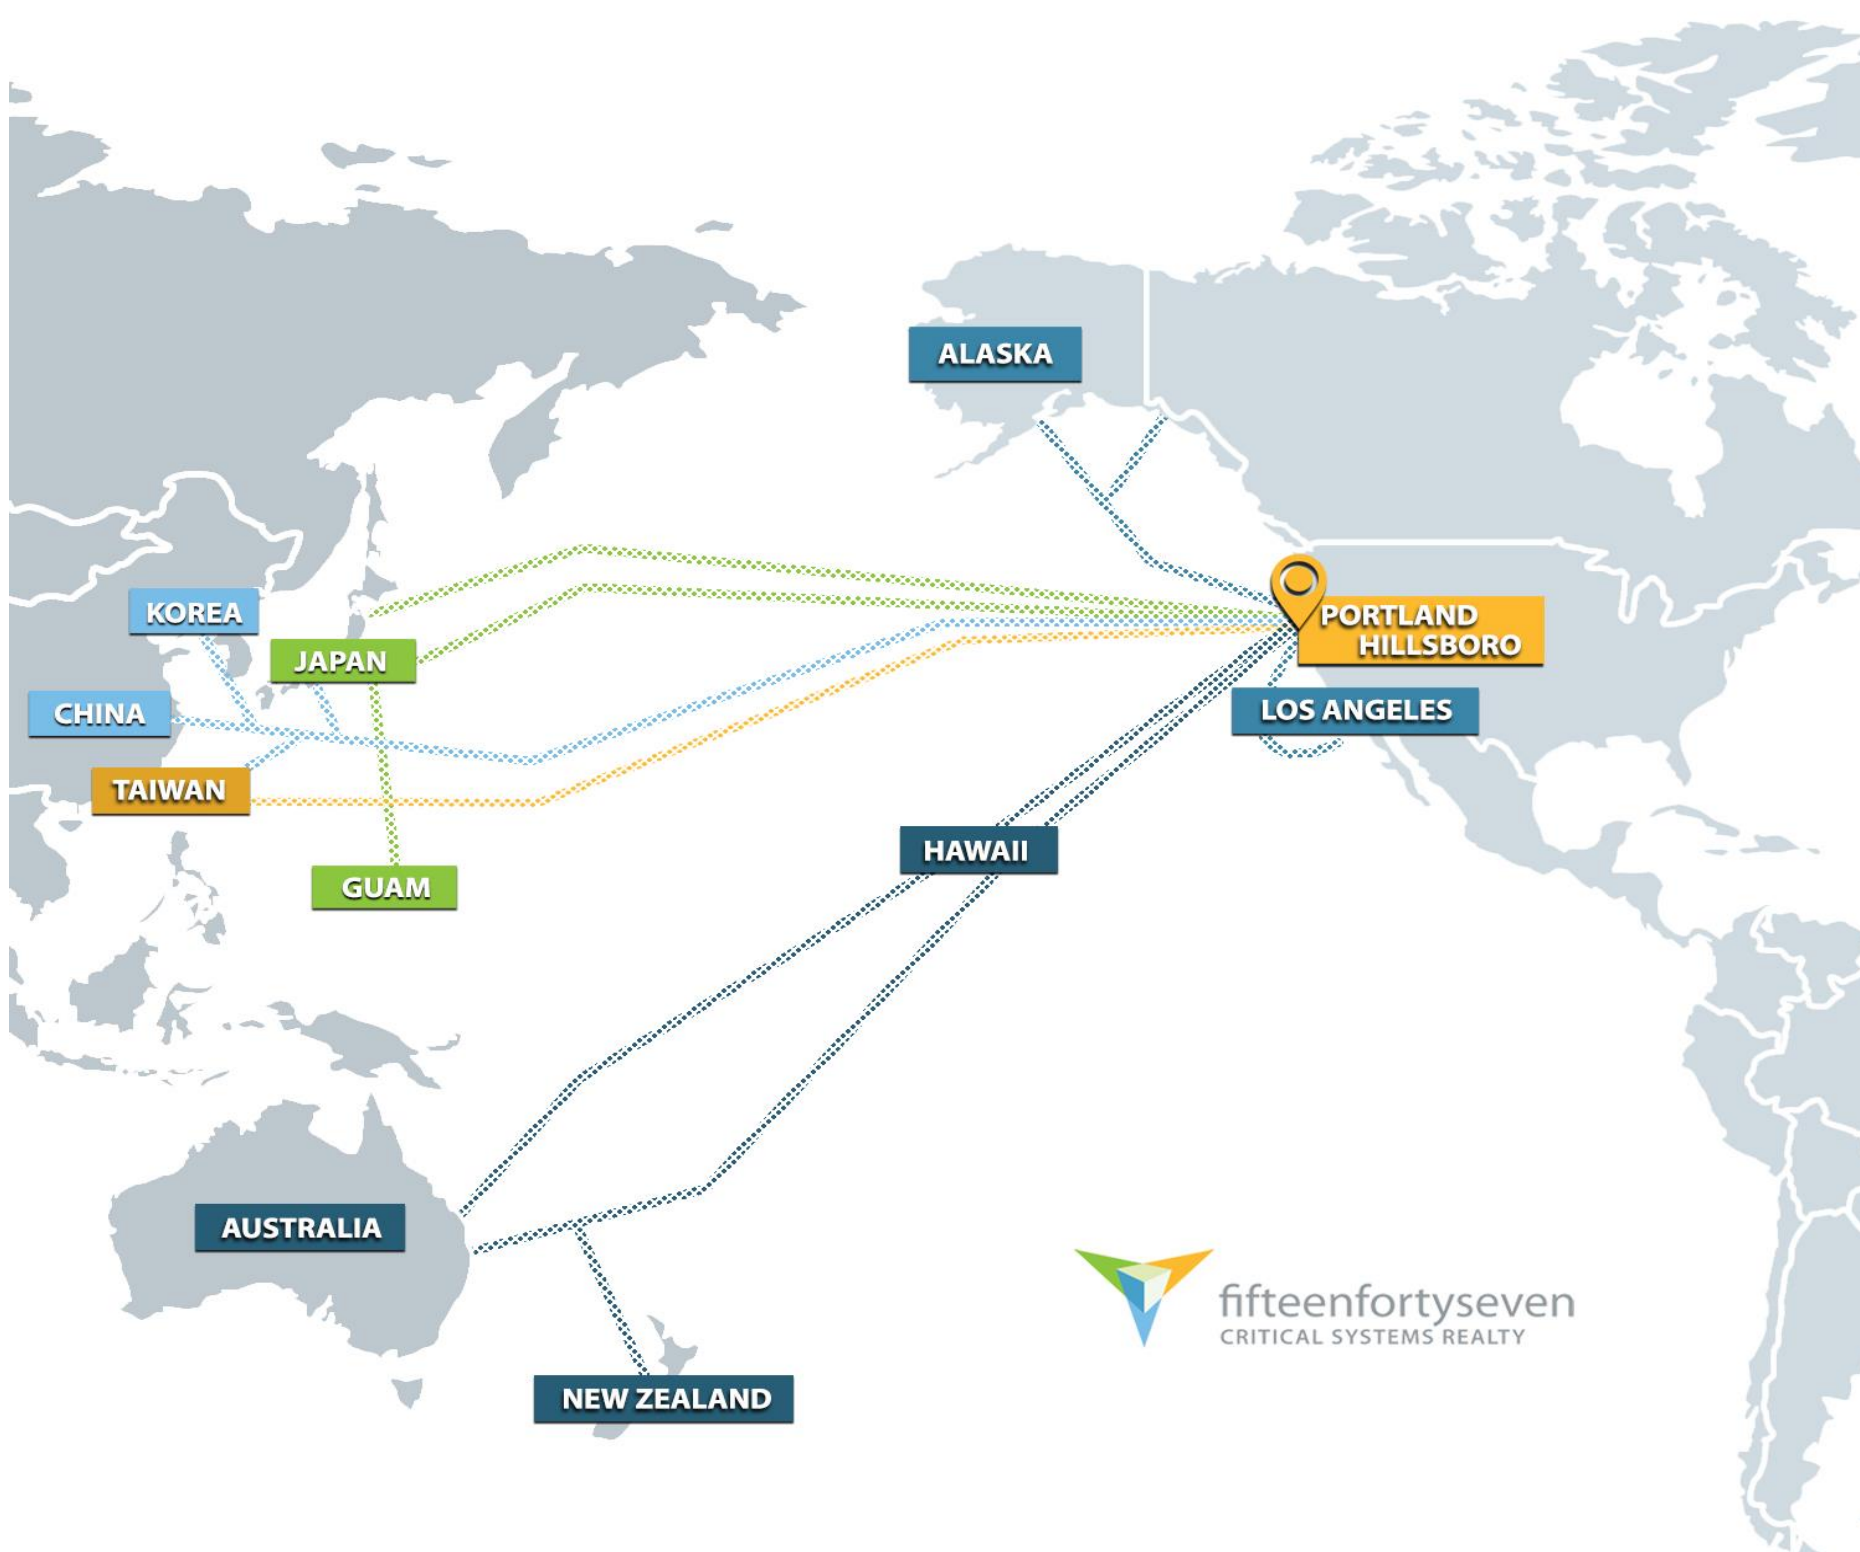 ALASKA
KOREA
PORTLAND
HILLSBORO
JAPAN
CHINA
LOS ANGELES
TAIWAN
HAWAII
GUAM
AUSTRALIA
fifteenfortyseven
CRITICAL SYSTEMS REALTY
NEW ZEALAND